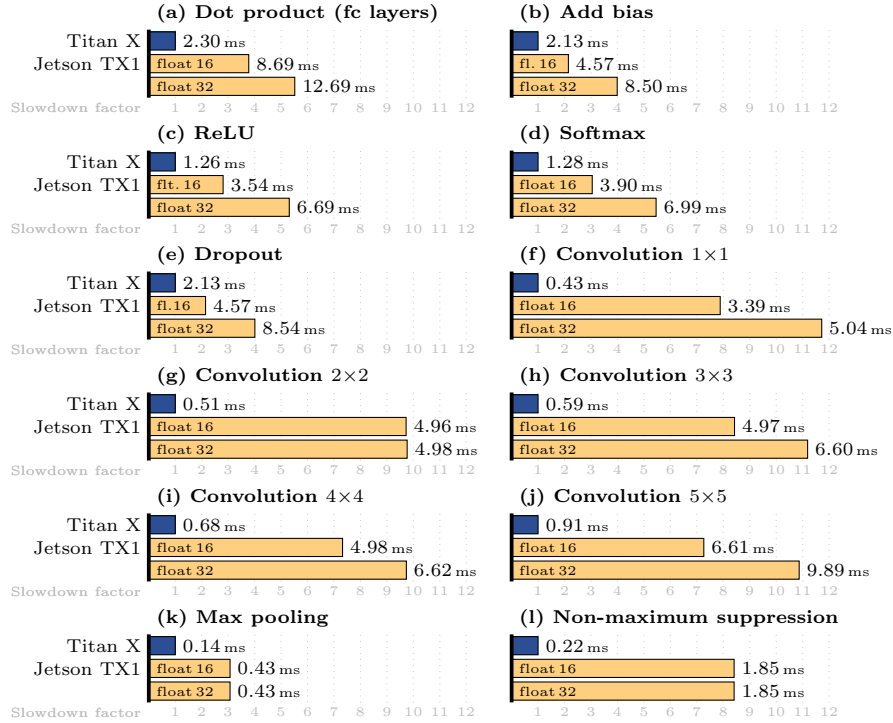 (a) Dot product (fc layers)
Titan X 2.30 ms
Jetson TX1 float 16 8.69 ms
float 32 12.69 ms
Slowdown factor 1 2 3 4 5 6 7 8 9 10 11 12
(b) Add bias
2.13 ms
fl. 16 4.57 ms
float 32 8.50 ms
1 2 3 4 5 6 7 8 9 10 11 12
(c) ReLU
Titan X 1.26 ms
Jetson TX1 flt. 16 3.54 ms
float 32 6.69 ms
Slowdown factor 1 2 3 4 5 6 7 8 9 10 11 12
(d) Softmax
1.28 ms
float 16 3.90 ms
float 32 6.99 ms
1 2 3 4 5 6 7 8 9 10 11 12
(e) Dropout
Titan X 2.13 ms
Jetson TX1 fl.16 4.57 ms
float 32 8.54 ms
Slowdown factor 1 2 3 4 5 6 7 8 9 10 11 12
(f) Convolution 1×1
0.43 ms
float 16 3.39 ms
float 32 5.04 ms
1 2 3 4 5 6 7 8 9 10 11 12
(g) Convolution 2×2
Titan X 0.51 ms
Jetson TX1 float 16 4.96 ms
float 32 4.98 ms
Slowdown factor 1 2 3 4 5 6 7 8 9 10 11 12
(h) Convolution 3×3
0.59 ms
float 16 4.97 ms
float 32 6.60 ms
1 2 3 4 5 6 7 8 9 10 11 12
(i) Convolution 4×4
Titan X 0.68 ms
Jetson TX1 float 16 4.98 ms
float 32 6.62 ms
Slowdown factor 1 2 3 4 5 6 7 8 9 10 11 12
(j) Convolution 5×5
0.91 ms
float 16 6.61 ms
float 32 9.89 ms
1 2 3 4 5 6 7 8 9 10 11 12
(k) Max pooling
Titan X 0.14 ms
Jetson TX1 float 16 0.43 ms
float 32 0.43 ms
Slowdown factor 1 2 3 4 5 6 7 8 9 10 11 12
(l) Non-maximum suppression
0.22 ms
float 16 1.85 ms
float 32 1.85 ms
1 2 3 4 5 6 7 8 9 10 11 12